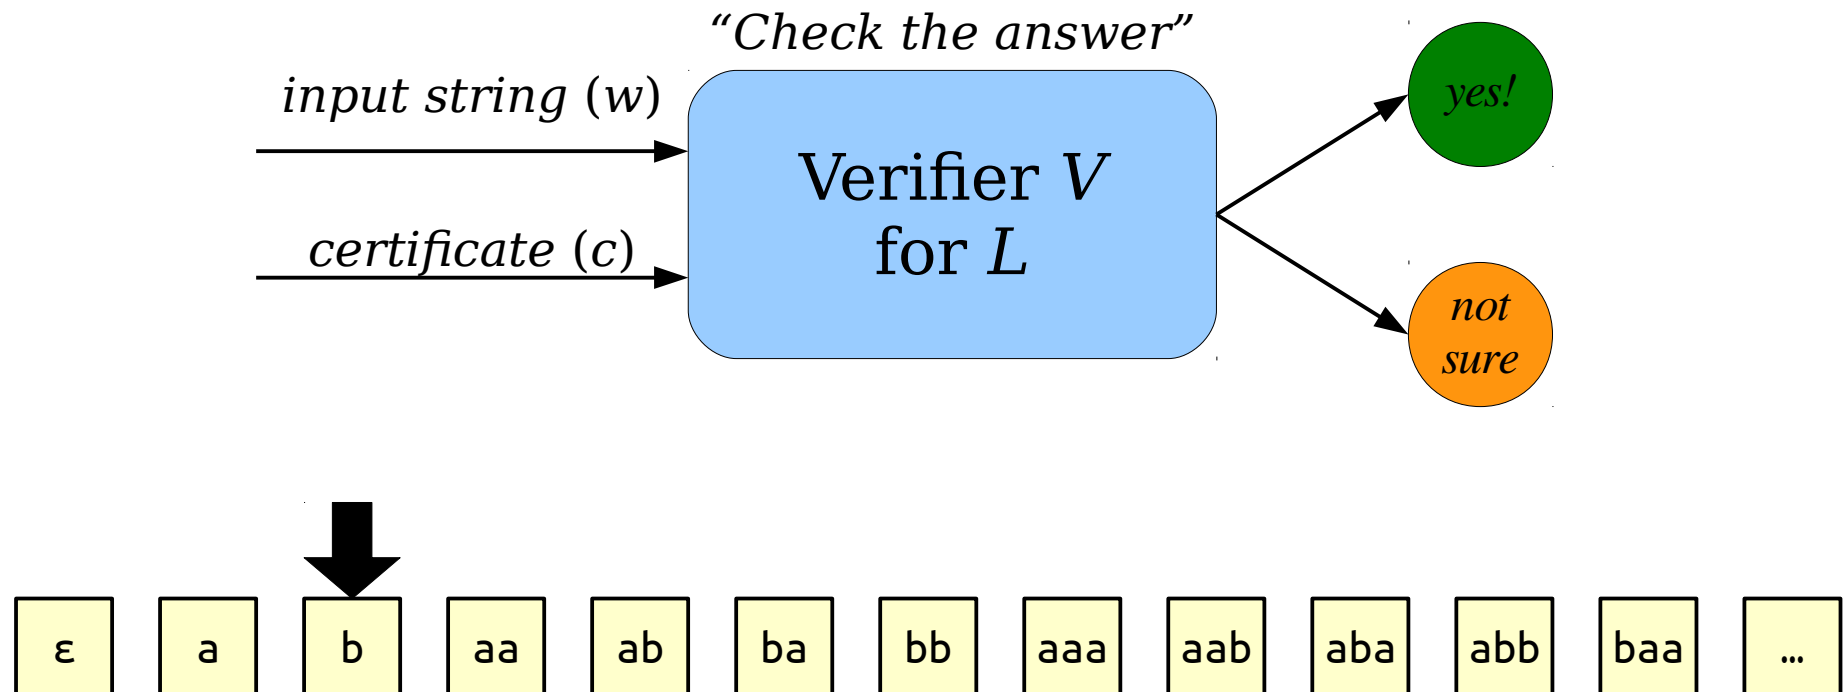 “Check the answer”
input string (w)
certificate (c)
Verifier V
for L
yes!
not
sure
ε a b aa ab ba bb aaa aab aba abb baa …